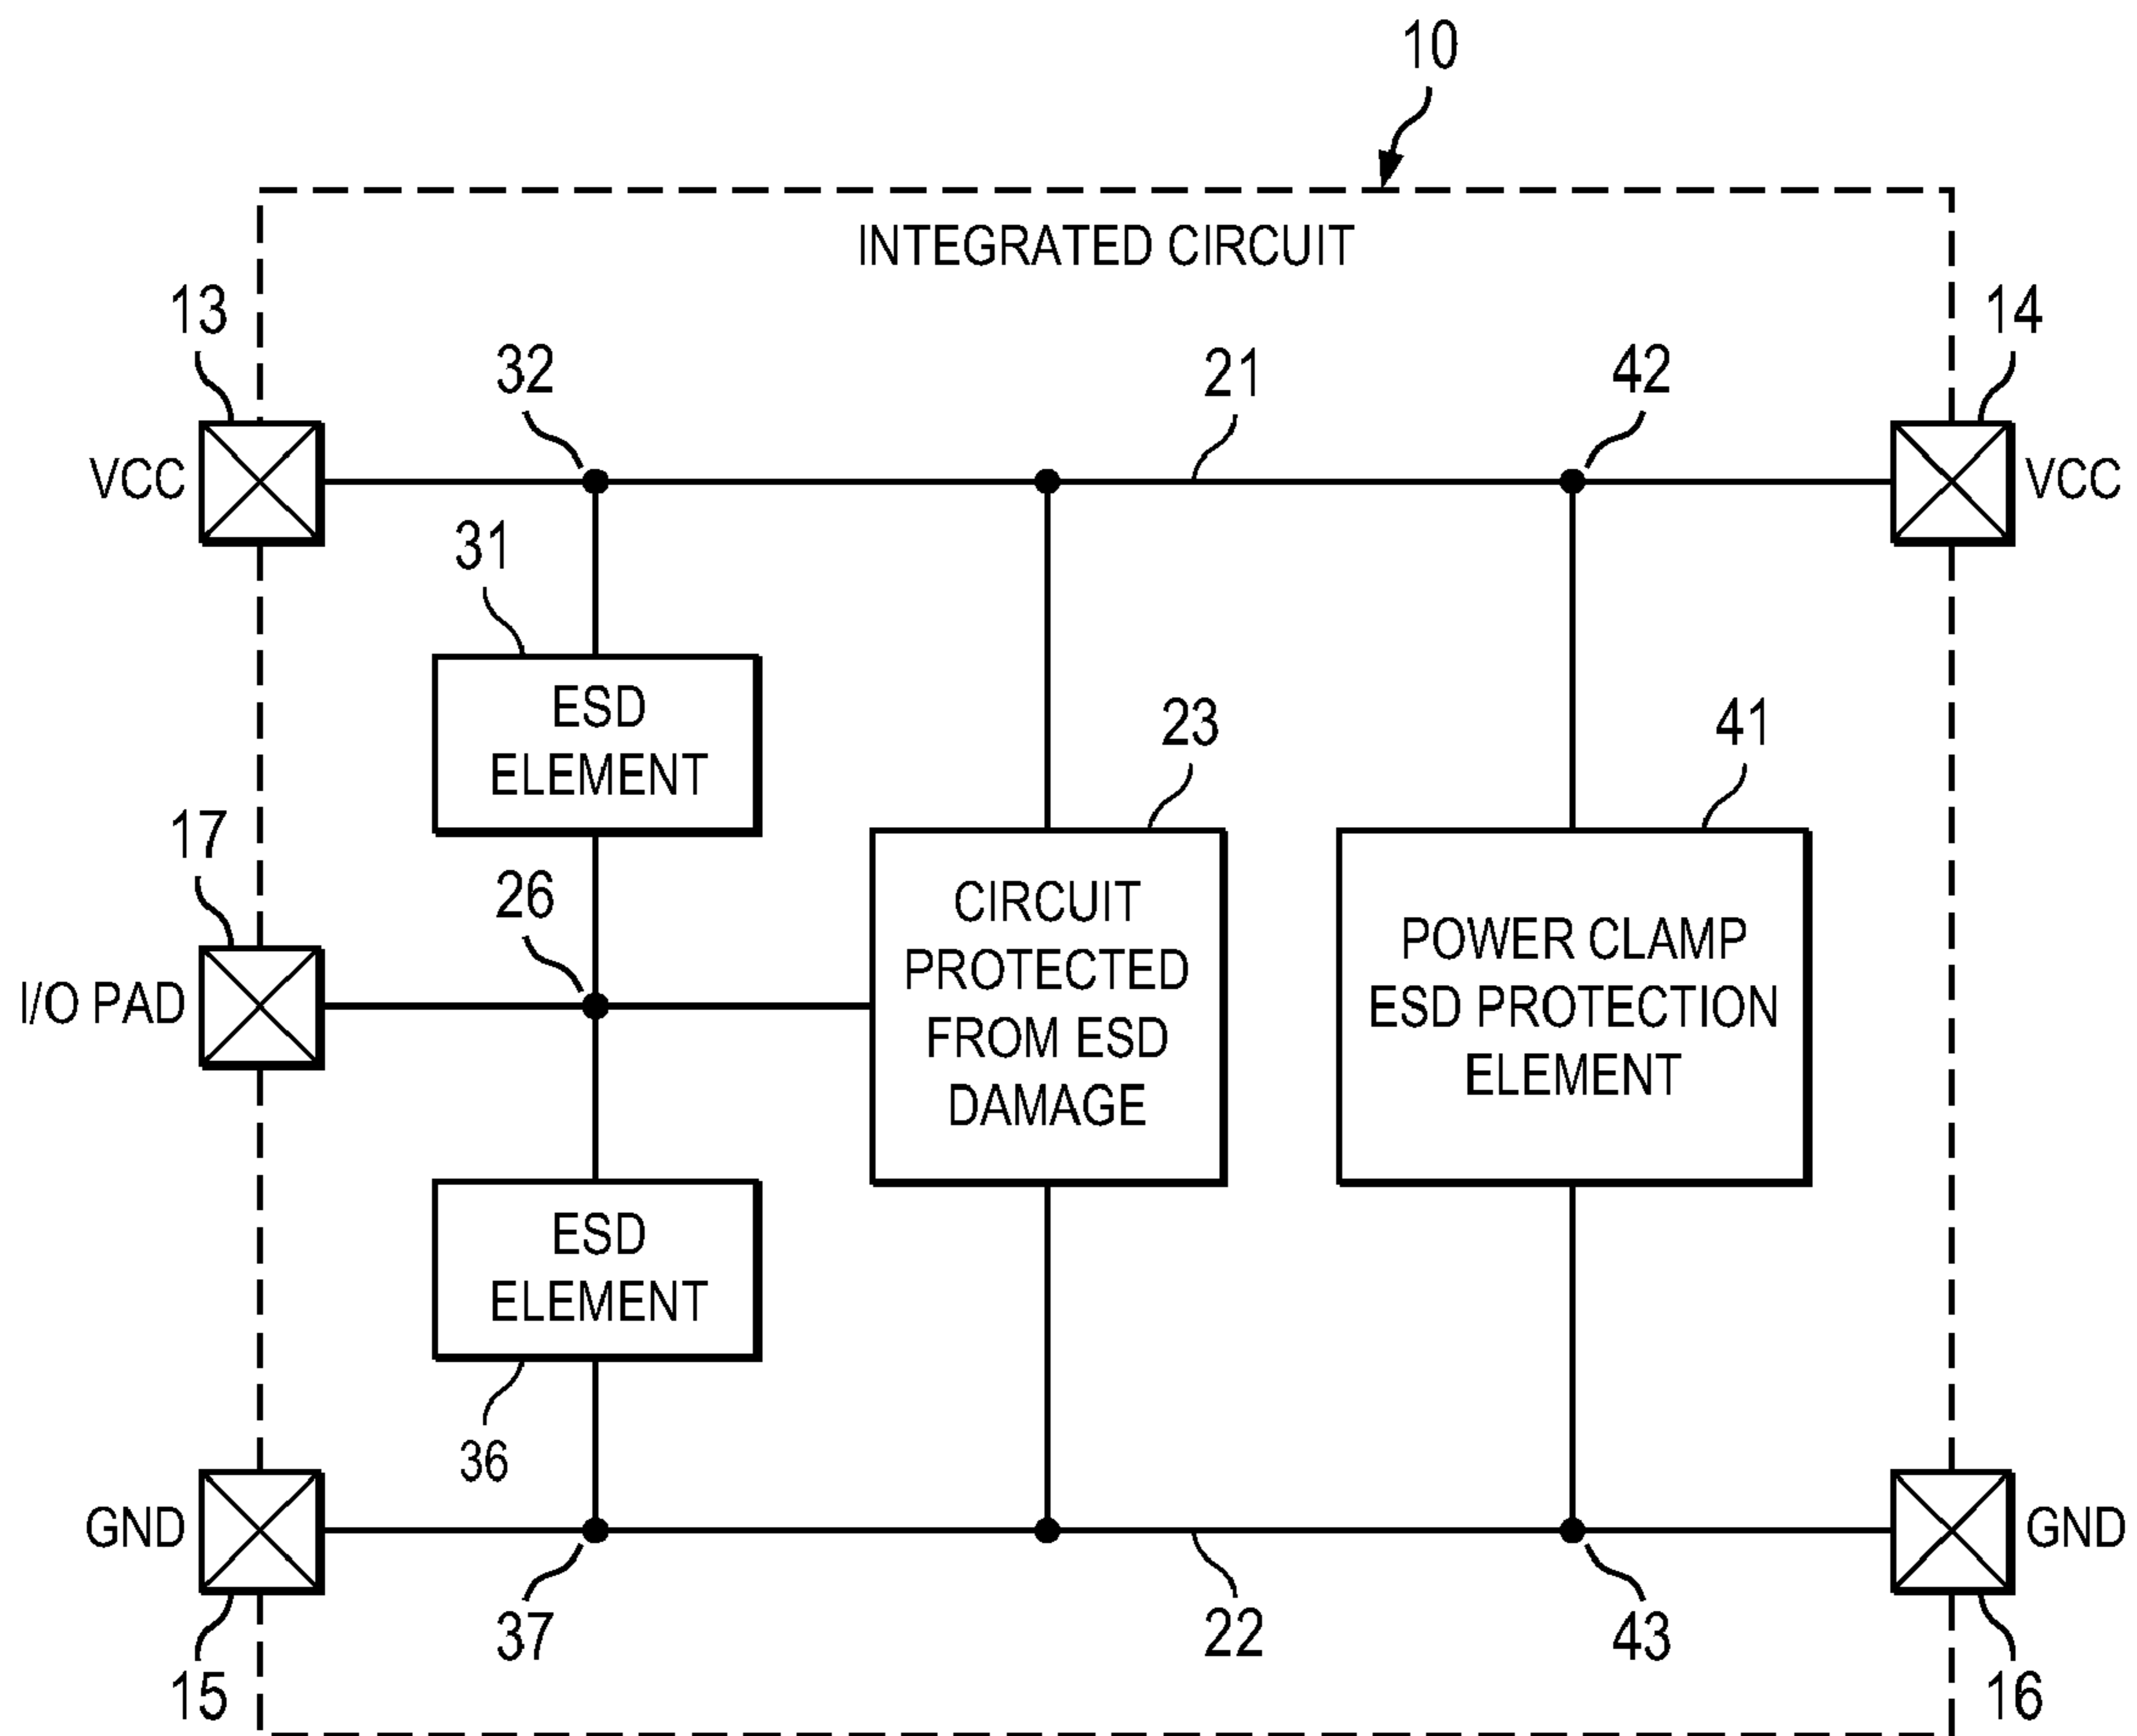 10
INTEGRATED CIRCUIT
13
14
32
21
42
VCC
VCC
31
ESD
ELEMENT
23
41
17
26
I/O PAD
CIRCUIT
PROTECTED
FROM ESD
DAMAGE
POWER CLAMP
ESD PROTECTION
ELEMENT
ESD
ELEMENT
36
GND
GND
37
22
43
15
16